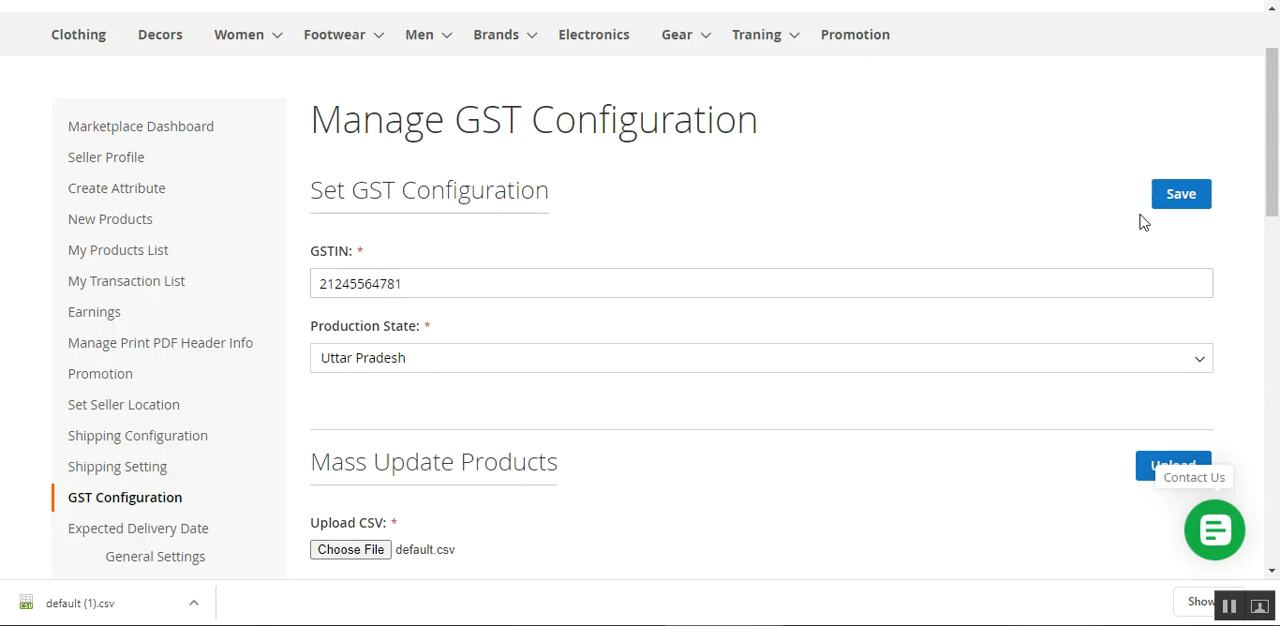 Clothing Decors Women Footwear Men Brands Electronics Gear Traning Promotion
Marketplace Dashboard
Seller Profile
Create Attribute
New Products
My Products List
My Transaction List
Earnings
Manage Print PDF Header Info
Promotion
Set Seller Location
Shipping Configuration
Shipping Setting
GST Configuration
Expected Delivery Date
General Settings
Manage GST Configuration
Set GST Configuration
Save
GSTIN: *
21245564781
Production State: *
Uttar Pradesh
Mass Update Products
Upload
Contact Us
Upload CSV: *
Choose File default.csv
default (1).csv
Show